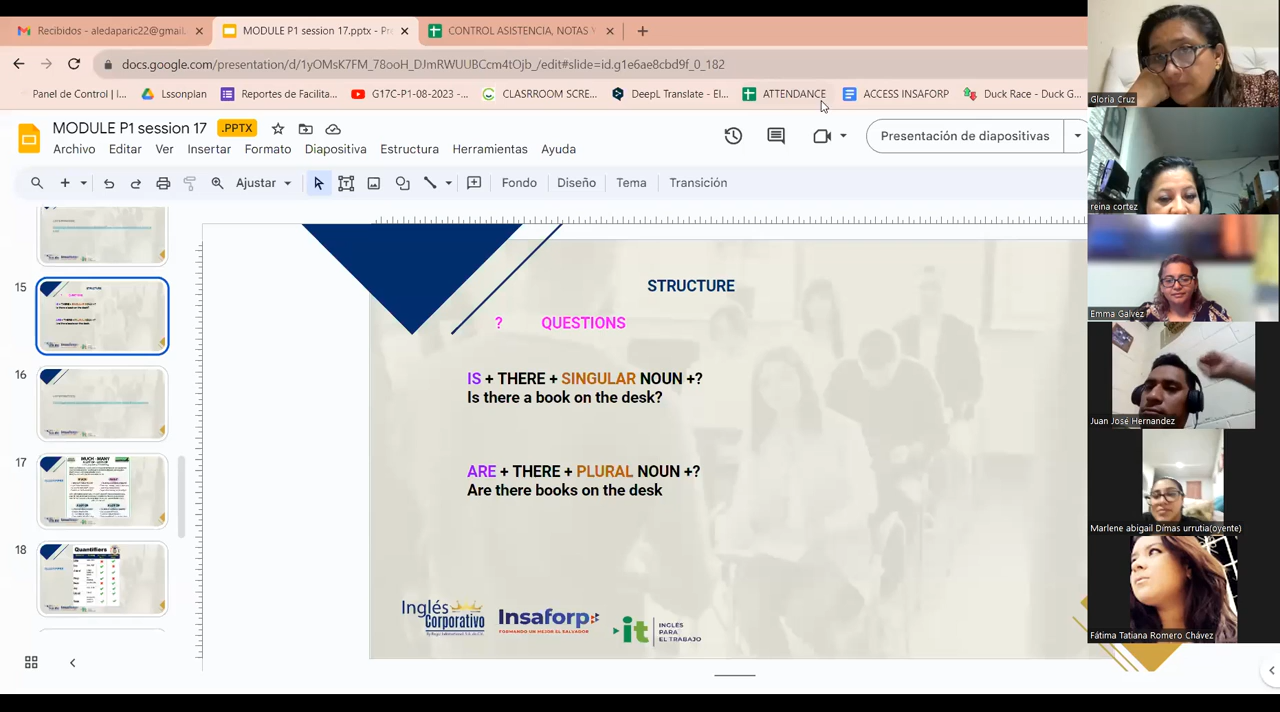 Recibidos - aledaparic22@gmail.
MODULE P1 session 17.pptx - Pre
CONTROL ASISTENCIA, NOTAS Y
docs.google.com/presentation/d/1yOMsK7FM_78ooH_DJmRWUUBCcm4tOjb_/edit#slide=id.g1e6ae8cbd9f_0_182
Panel de Control | I...
Lssonplan
Reportes de Facilita...
G17C-P1-08-2023 -...
CLASRROOM SCRE...
DeepL Translate - El...
ATTENDANCE
ACCESS INSAFORP
Duck Race - Duck G...
MODULE P1 session 17
.PPTX
Archivo Editar Ver Insertar Formato Diapositiva Estructura Herramientas Ayuda
Presentación de diapositivas
Ajustar
Fondo Diseño Tema Transición
15
16
17
18
MUCH - MANY
Quantifiers
STRUCTURE
? QUESTIONS
IS + THERE + SINGULAR NOUN +?
Is there a book on the desk?
ARE + THERE + PLURAL NOUN +?
Are there books on the desk
Inglés
Corporativo
Insaforp
FORMANDO UN MEJOR EL SALVADOR
it
INGLÉS
PARA
EL TRABAJO
Gloria Cruz
reina cortez
Emma Galvez
Juan José Hernandez
Marlene abigail Dimas urrutia(oyente)
Fátima Tatiana Romero Chávez